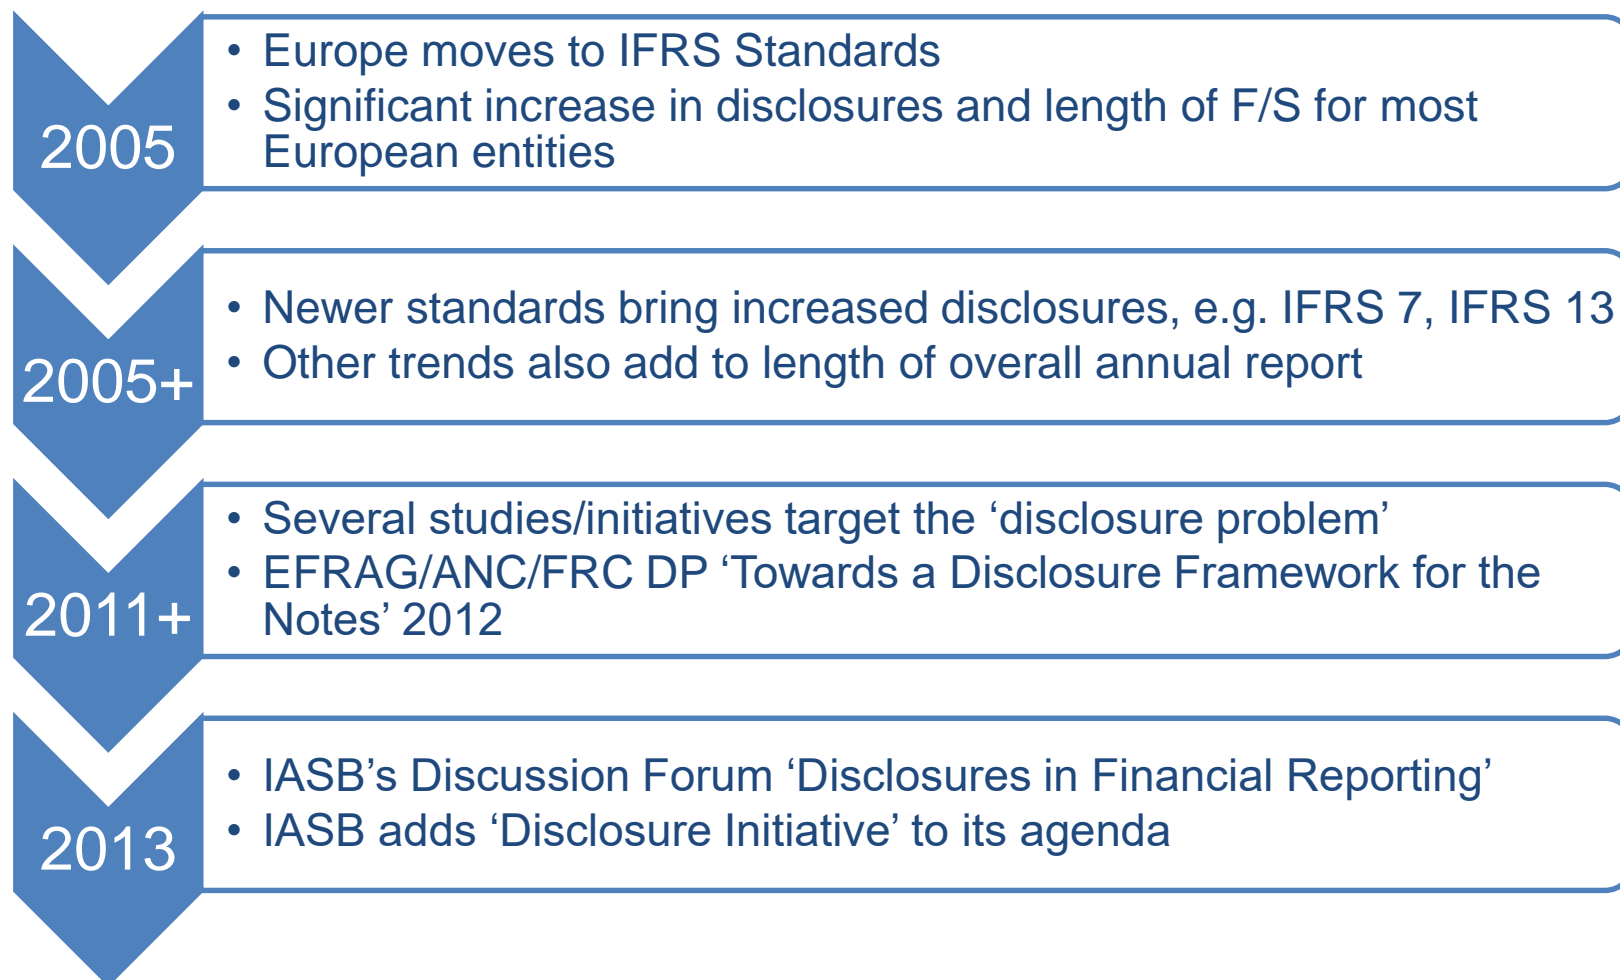 2005
• Europe moves to IFRS Standards
• Significant increase in disclosures and length of F/S for most
European entities
2005+
• Newer standards bring increased disclosures, e.g. IFRS 7, IFRS 13
• Other trends also add to length of overall annual report
2011+
• Several studies/initiatives target the ‘disclosure problem’
• EFRAG/ANC/FRC DP ‘Towards a Disclosure Framework for the
Notes’ 2012
2013
• IASB’s Discussion Forum ‘Disclosures in Financial Reporting’
• IASB adds ‘Disclosure Initiative’ to its agenda